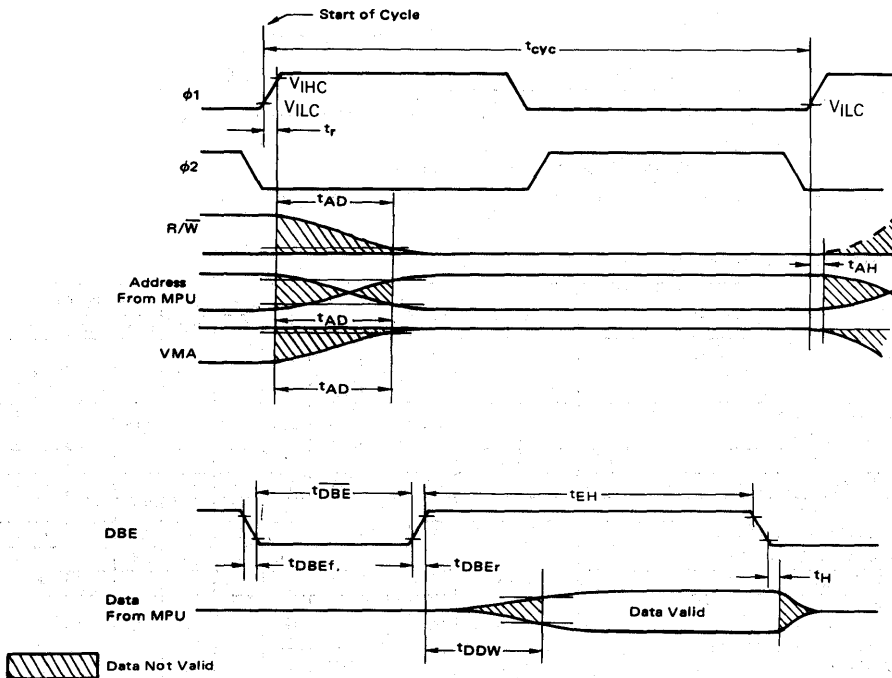 Start of Cycle
tcyc
φ1
VIHC
VILC
VILC
tr
φ2
tAD
R/W̅
tAH
Address
From MPU
tAD
VMA
tAD
tD̅B̅E̅
tEH
DBE
tDBEf
tDBEr
tH
Data
From MPU
Data Valid
tDDW
Data Not Valid